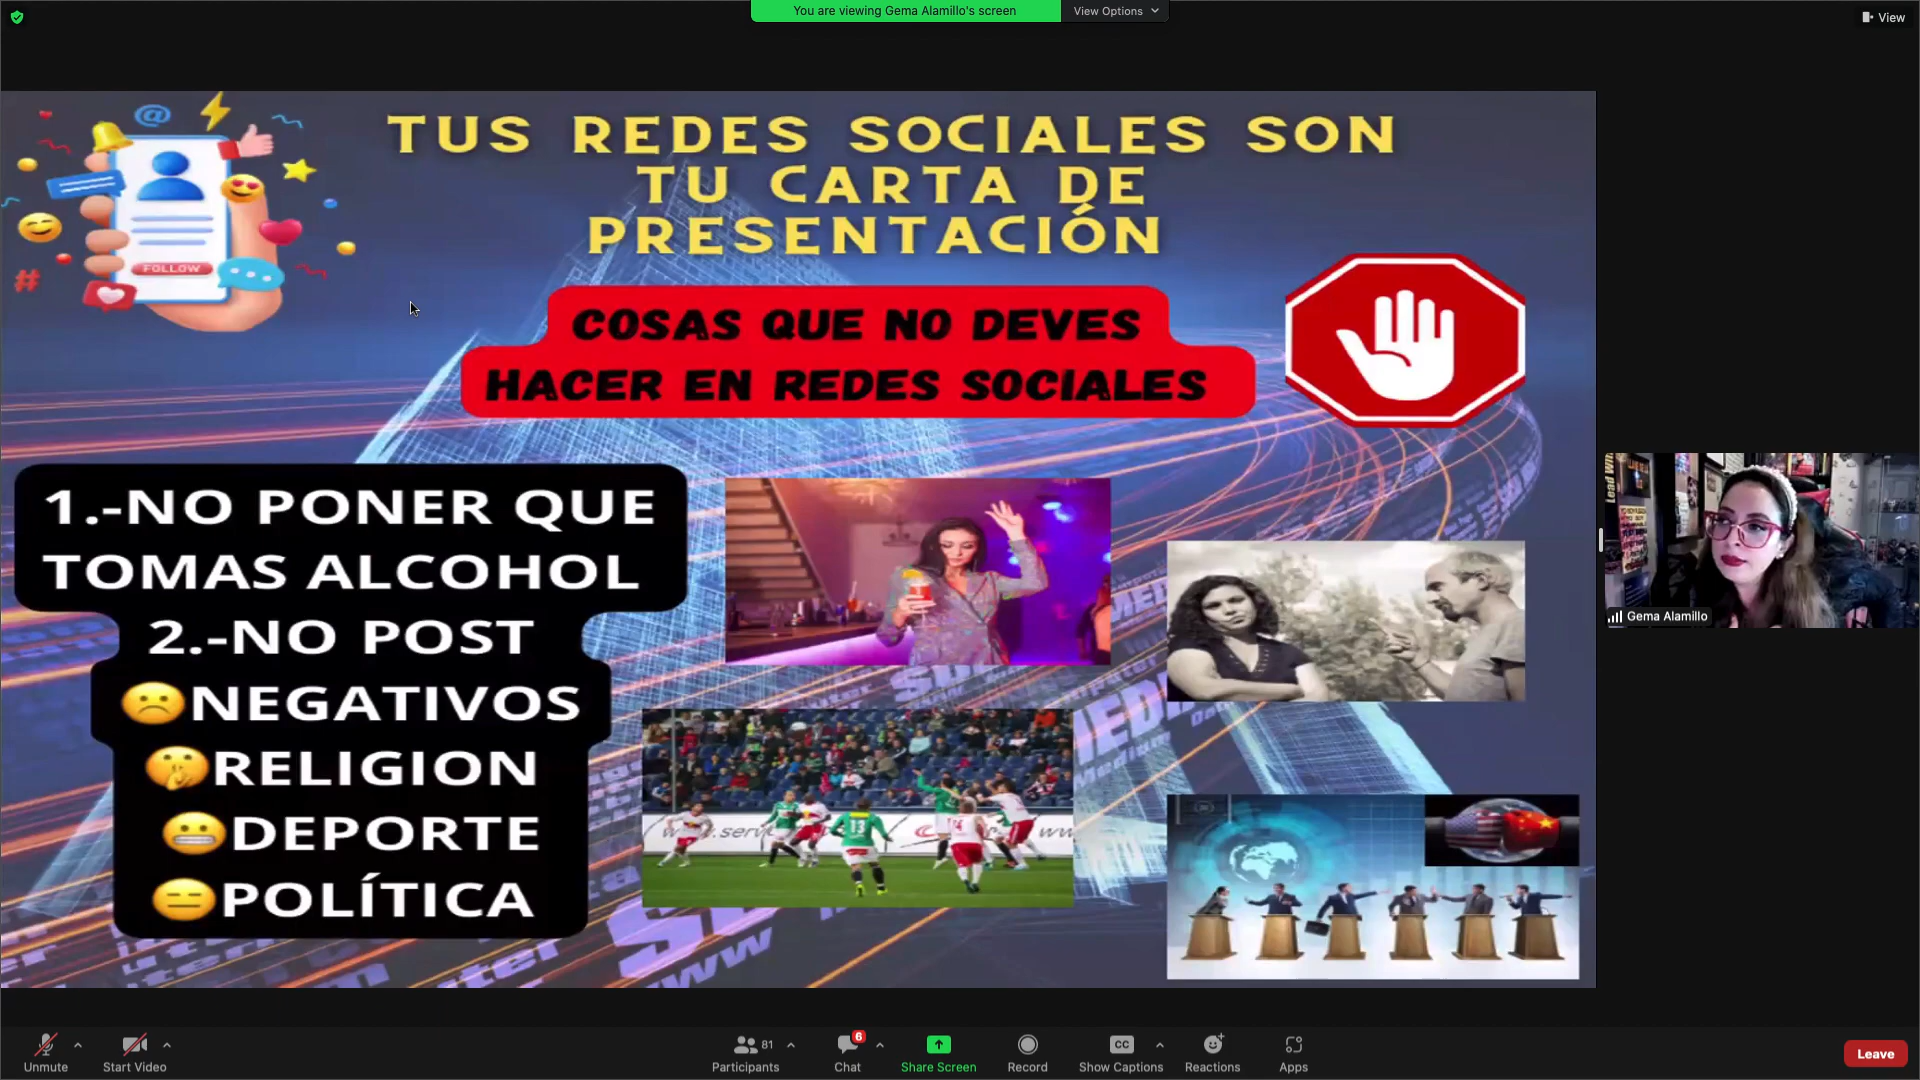 You are viewing Gema Alamillo's screen
View Options
View
TUS REDES SOCIALES SON
TU CARTA DE
PRESENTACIÓN
@
#
FOLLOW
COSAS QUE NO DEVES
HACER EN REDES SOCIALES
1.-NO PONER QUE
TOMAS ALCOHOL
2.-NO POST
NEGATIVOS
RELIGION
DEPORTE
POLÍTICA
13
14
www
Gema Alamillo
Unmute
Start Video
81
Participants
6
Chat
Share Screen
Record
CC
Show Captions
Reactions
Apps
Leave